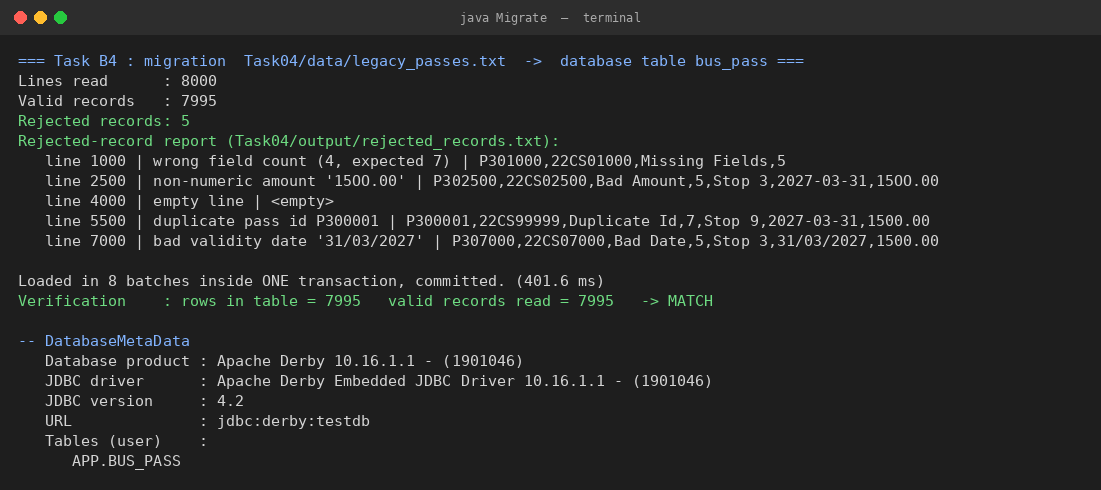 java Migrate — terminal
=== Task B4 : migration  Task04/data/legacy_passes.txt  ->  database table bus_pass ===
Lines read      : 8000
Valid records   : 7995
Rejected records: 5
Rejected-record report (Task04/output/rejected_records.txt):
   line 1000 | wrong field count (4, expected 7) | P301000,22CS01000,Missing Fields,5
   line 2500 | non-numeric amount '15OO.00' | P302500,22CS02500,Bad Amount,5,Stop 3,2027-03-31,15OO.00
   line 4000 | empty line | <empty>
   line 5500 | duplicate pass id P300001 | P300001,22CS99999,Duplicate Id,7,Stop 9,2027-03-31,1500.00
   line 7000 | bad validity date '31/03/2027' | P307000,22CS07000,Bad Date,5,Stop 3,31/03/2027,1500.00
Loaded in 8 batches inside ONE transaction, committed. (401.6 ms)
Verification    : rows in table = 7995   valid records read = 7995   -> MATCH
-- DatabaseMetaData
   Database product : Apache Derby 10.16.1.1 - (1901046)
   JDBC driver      : Apache Derby Embedded JDBC Driver 10.16.1.1 - (1901046)
   JDBC version     : 4.2
   URL              : jdbc:derby:testdb
   Tables (user)    :
      APP.BUS_PASS